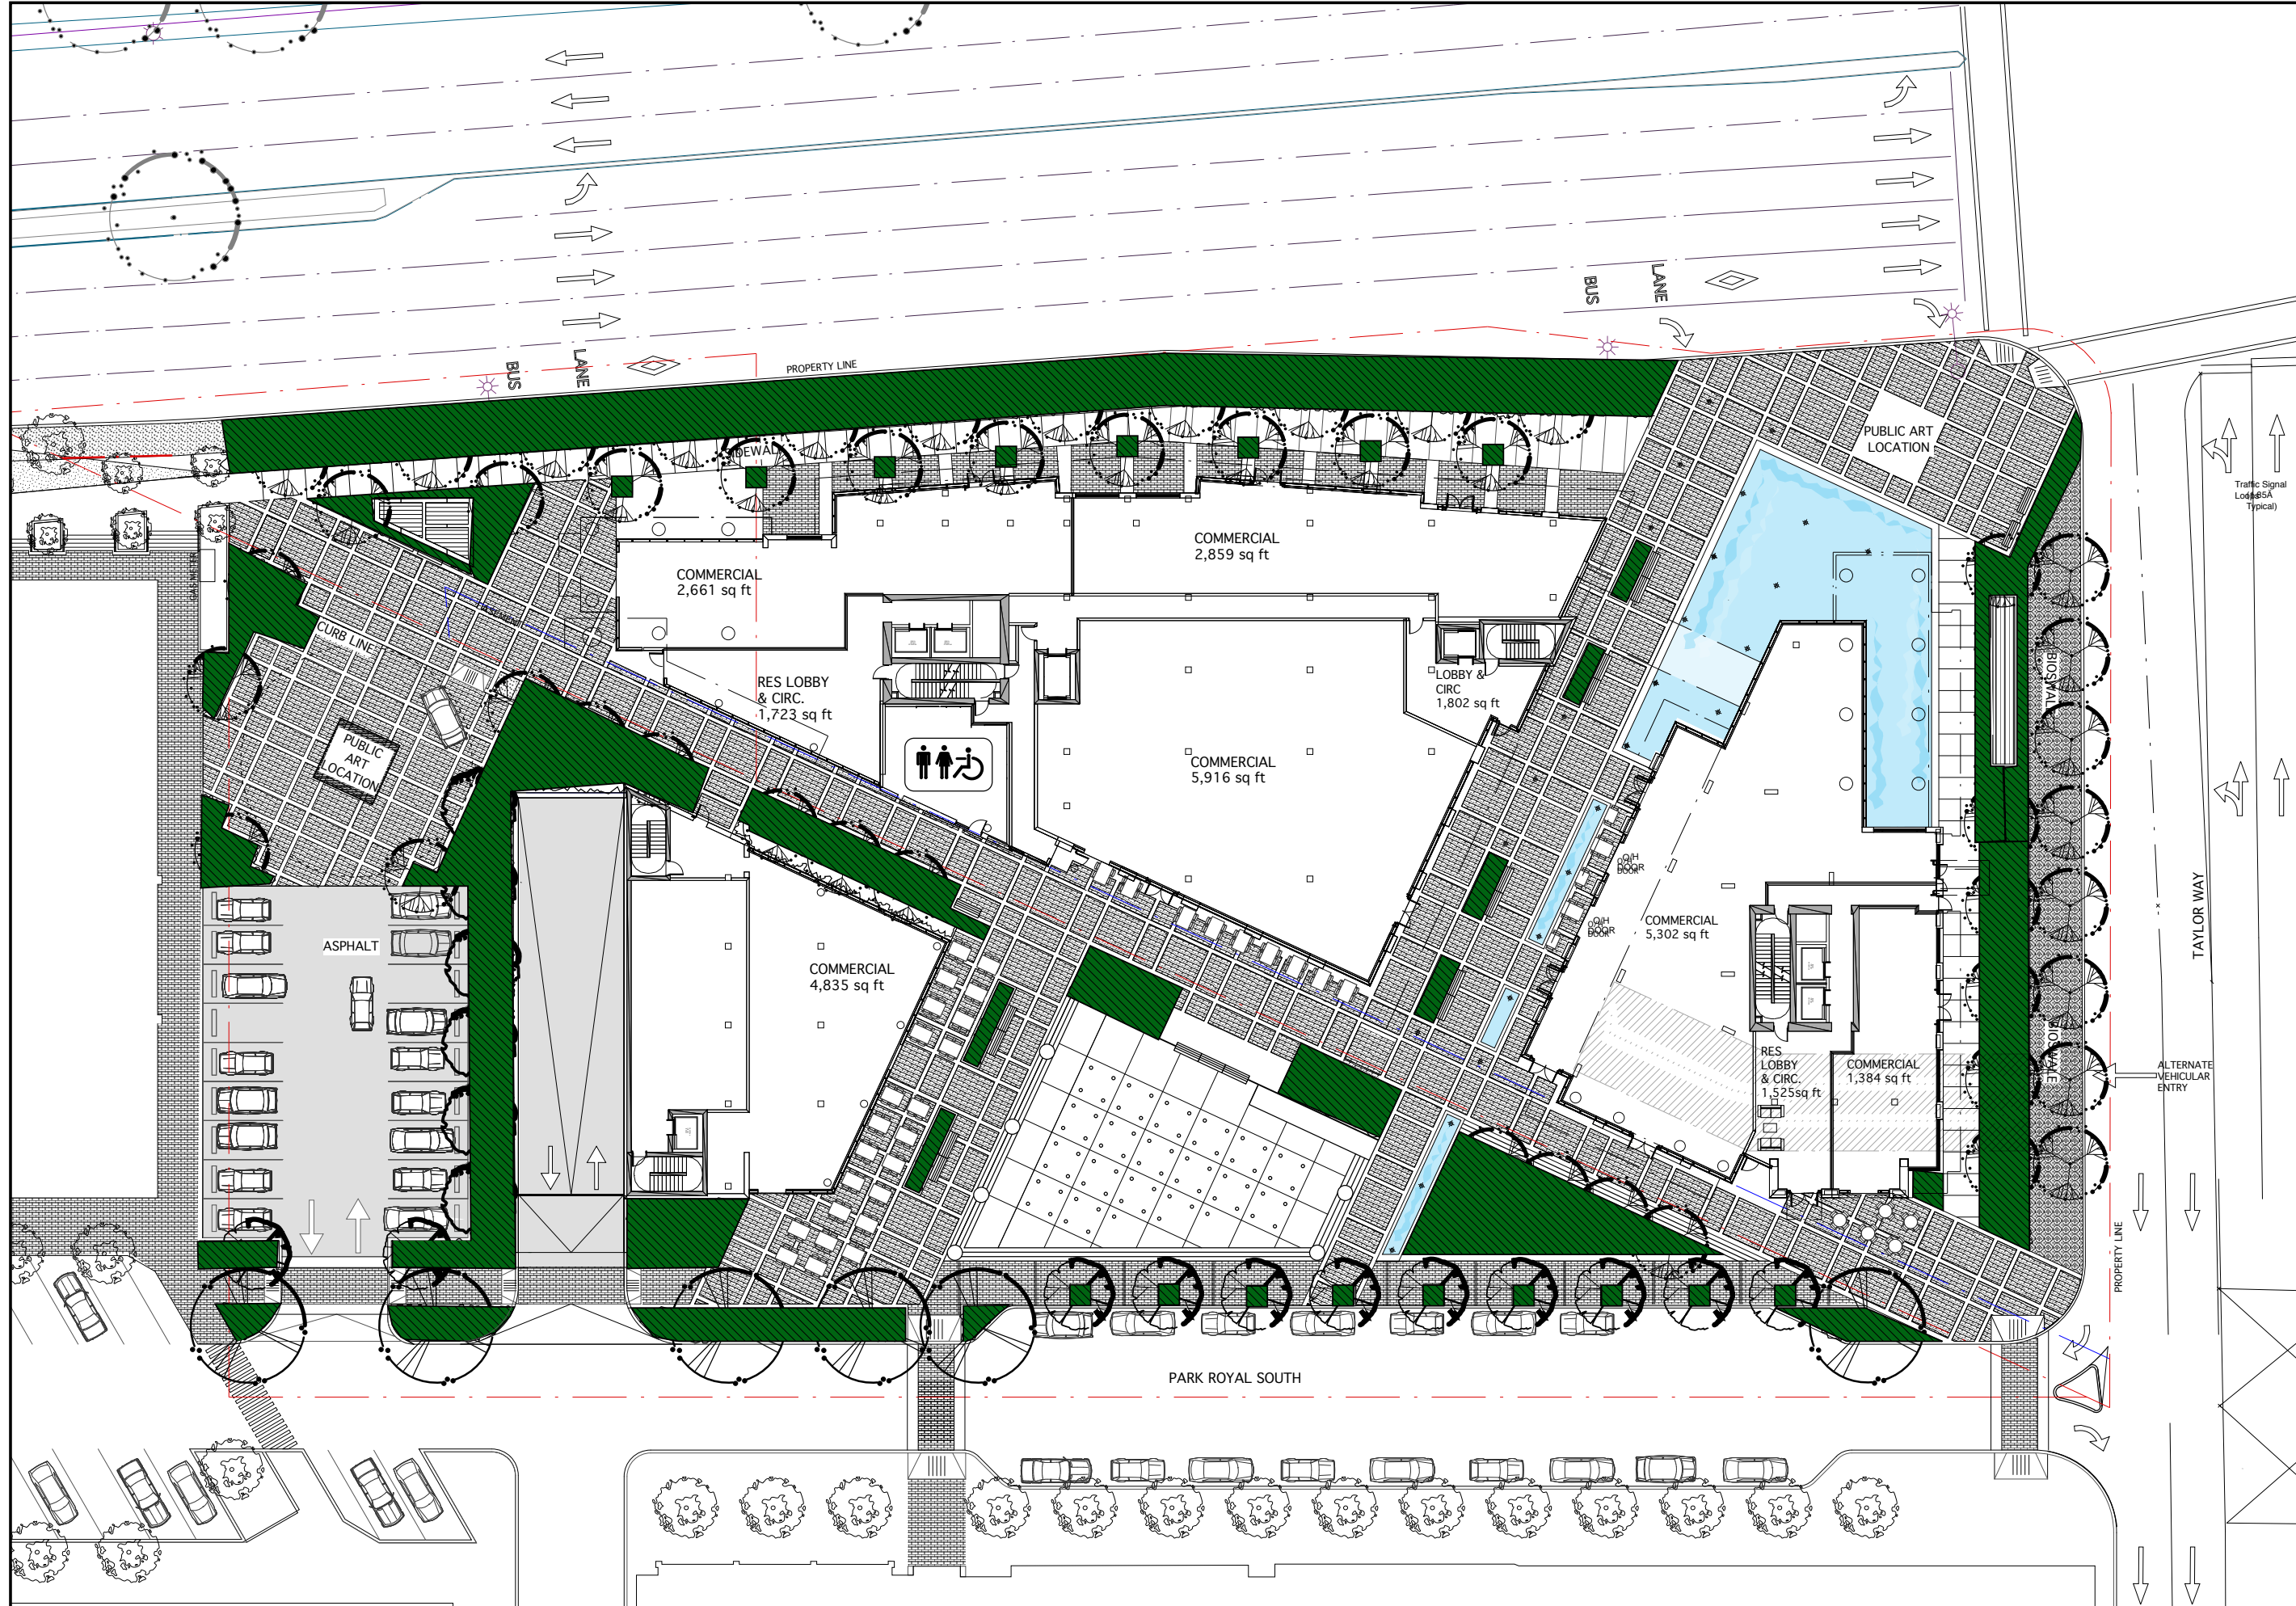 BUS
LANE
BUS
LANE
PROPERTY LINE
PUBLIC ART
LOCATION
Traffic Signal
Typical)
COMMERCIAL
2,859 sq ft
COMMERCIAL
2,661 sq ft
GAS METER
EASEMENT
CURB LINE
RES LOBBY
& CIRC.
1,723 sq ft
LOBBY &
CIRC
1,802 sq ft
BIOSWALE
PUBLIC
ART
LOCATION
COMMERCIAL
5,916 sq ft
O/H
DOOR
O/H
DOOR
COMMERCIAL
5,302 sq ft
TAYLOR WAY
ASPHALT
COMMERCIAL
4,835 sq ft
RES
LOBBY
& CIRC.
1,525sq ft
COMMERCIAL
1,384 sq ft
BIOSWALE
ALTERNATE
VEHICULAR
ENTRY
PROPERTY LINE
PARK ROYAL SOUTH